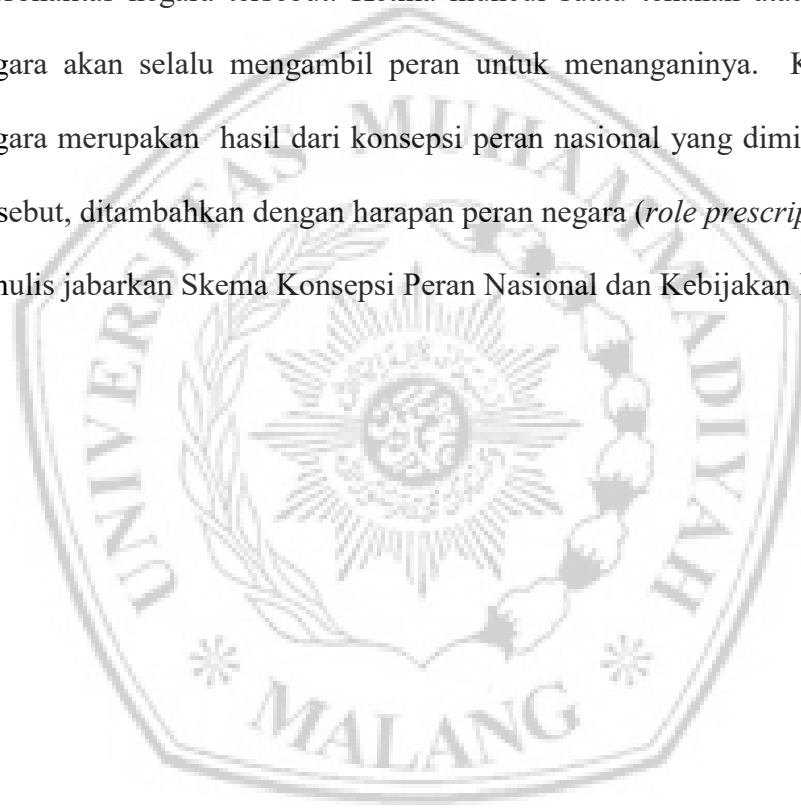 gara akan selalu mengambil peran untuk menanganinya. K
gara merupakan hasil dari konsepsi peran nasional yang dimi
sebut, ditambahkan dengan harapan peran negara (role prescrip
nulis jabarkan Skema Konsepsi Peran Nasional dan Kebijakan
UNIVERSITAS MUHAMMADIYAH
MALANG